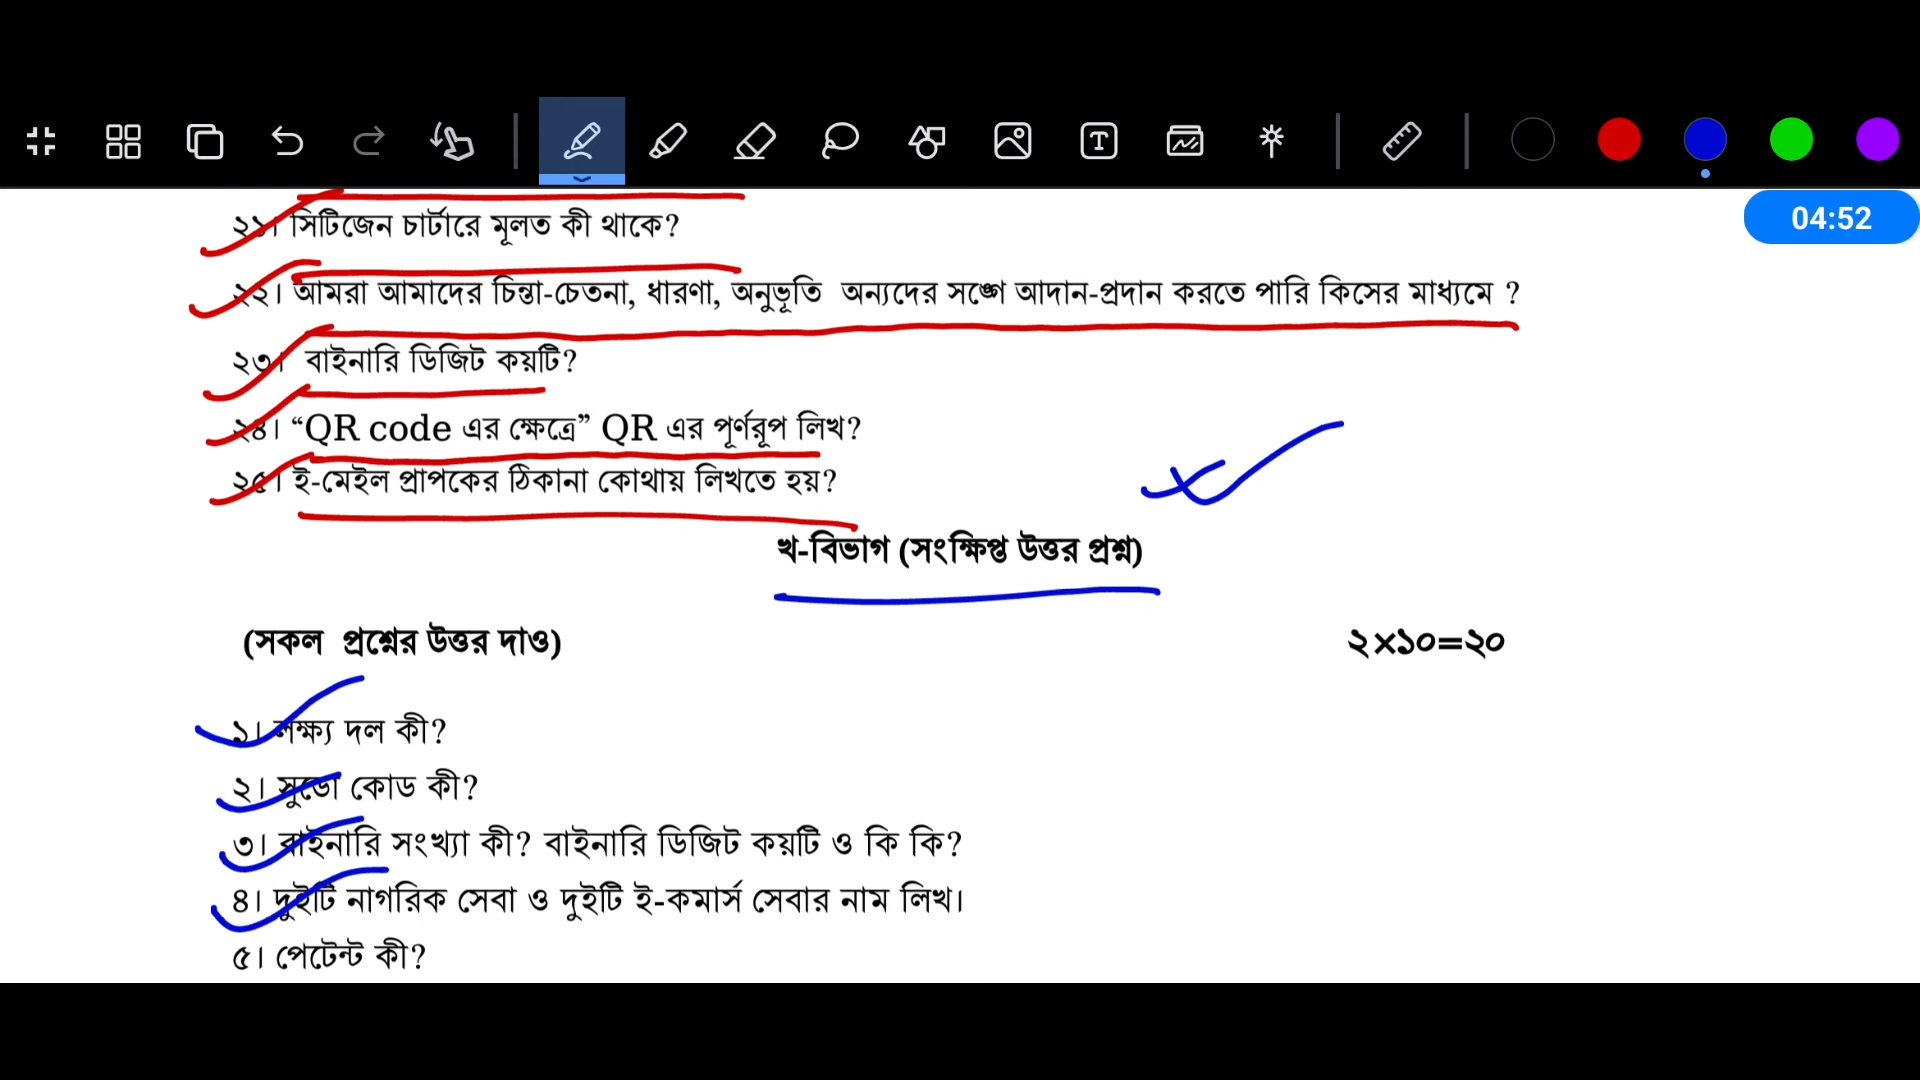 04:52
২১। সিটিজেন চার্টারে মূলত কী থাকে?
২২। আমরা আমাদের চিন্তা-চেতনা, ধারণা, অনুভূতি অন্যদের সঙ্গে আদান-প্রদান করতে পারি কিসের মাধ্যমে ?
২৩। বাইনারি ডিজিট কয়টি?
২৪। “QR code এর ক্ষেত্রে” QR এর পূর্ণরূপ লিখ?
২৫। ই-মেইল প্রাপকের ঠিকানা কোথায় লিখতে হয়?
খ-বিভাগ (সংক্ষিপ্ত উত্তর প্রশ্ন)
(সকল প্রশ্নের উত্তর দাও) ২×১০=২০
১। লক্ষ্য দল কী?
২। সুডো কোড কী?
৩। বাইনারি সংখ্যা কী? বাইনারি ডিজিট কয়টি ও কি কি?
৪। দুইটি নাগরিক সেবা ও দুইটি ই-কমার্স সেবার নাম লিখ।
৫। পেটেন্ট কী?